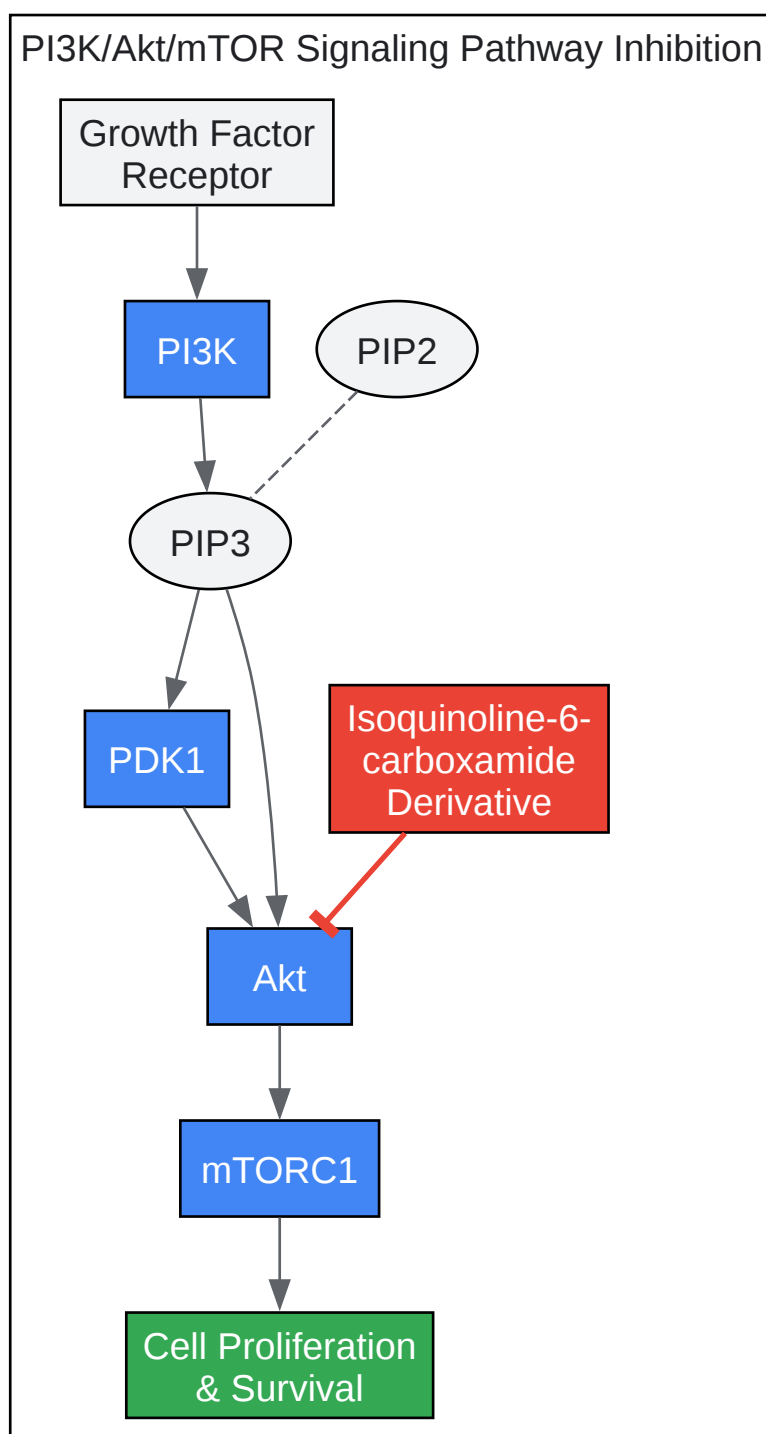 PI3K/Akt/mTOR Signaling Pathway Inhibition
Growth Factor
Receptor
PI3K
PIP2
PIP3
Isoquinoline-6-
carboxamide
Derivative
PDK1
Akt
mTORC1
Cell Proliferation
& Survival